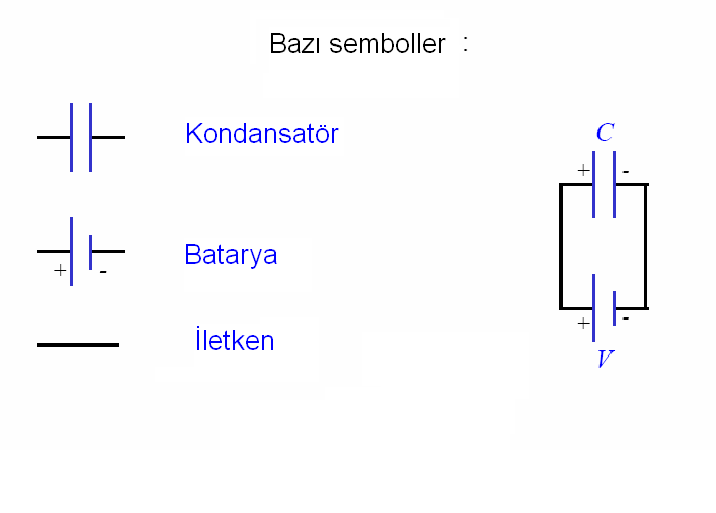 Bazı semboller :
Kondansatör
Batarya
+ -
İletken
C
+ -
+ -
V